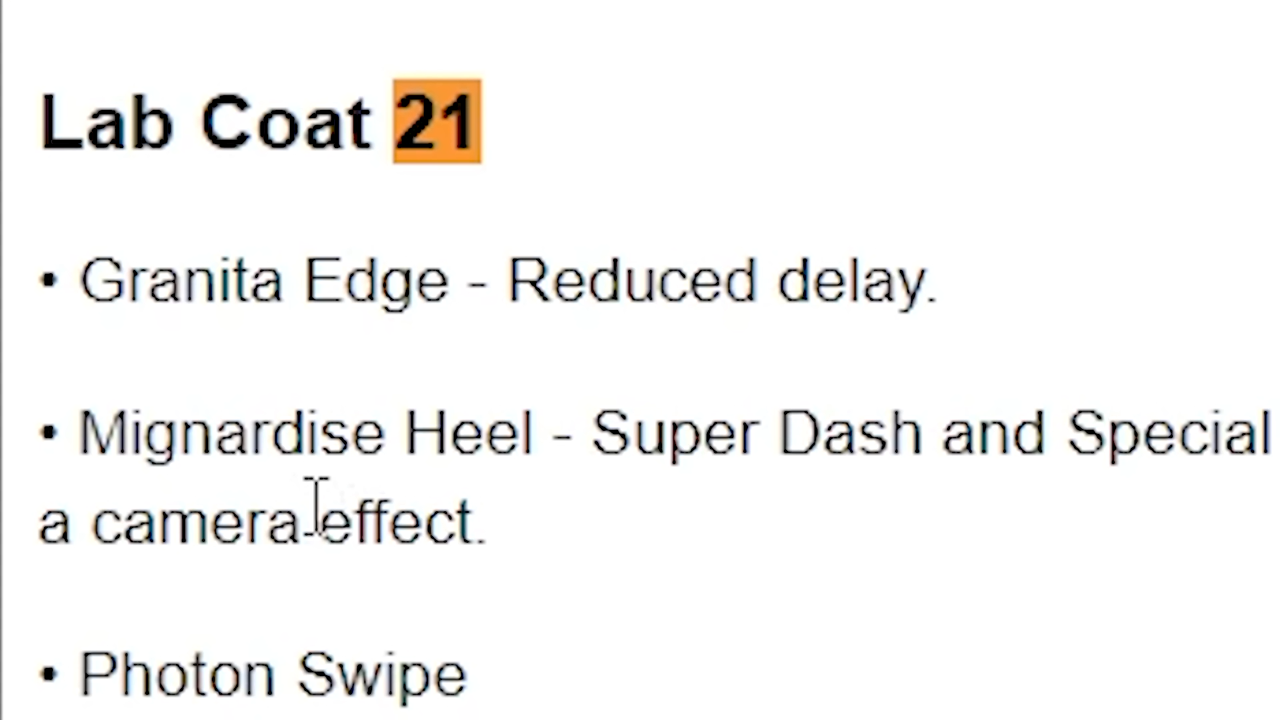 Lab Coat 21
• Granita Edge - Reduced delay.
• Mignardise Heel - Super Dash and Special
a camera effect.
• Photon Swipe